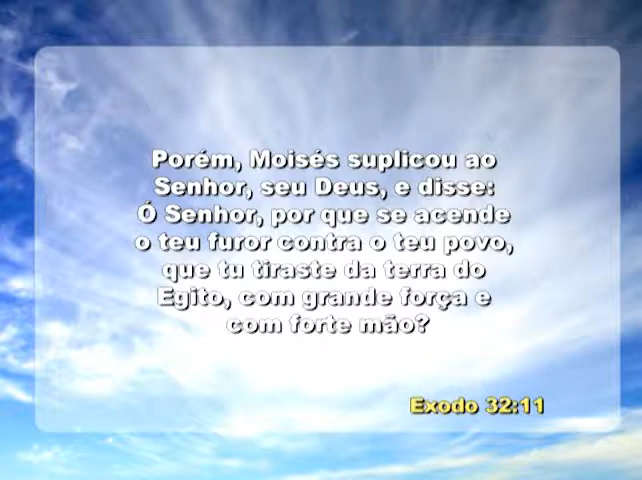 Porém, Moisés suplicou ao
Senhor, seu Deus, e disse:
Ó Senhor, por que se acende
o teu furor contra o teu povo,
que tu tiraste da terra do
Egito, com grande força e
com forte mão?
Exodo 32:11